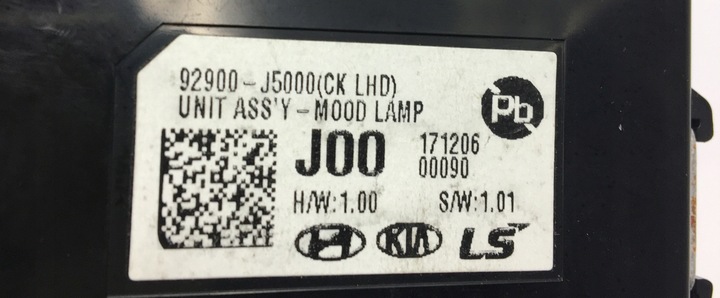 92900-J5000(CK LHD)
UNIT ASS'Y-MOOD LAMP
Pb
J00
171206
00090
H/W:1.00 S/W:1.01
KIA LS